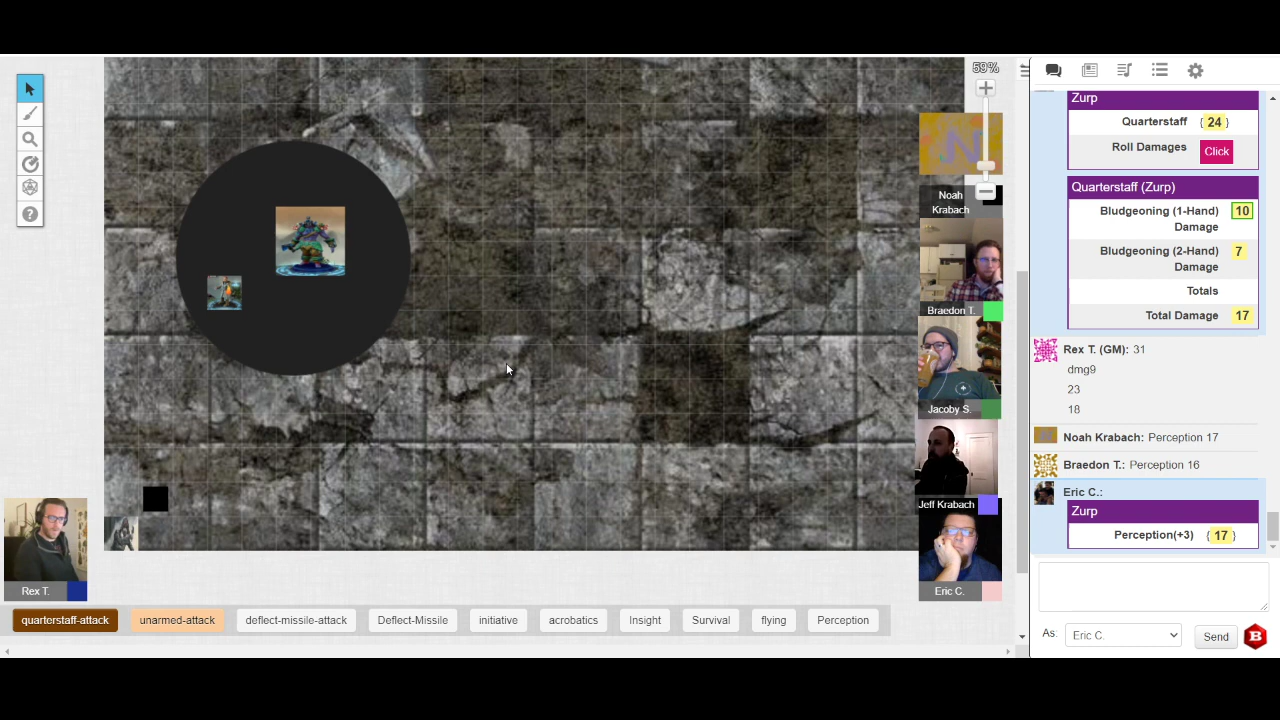 59%
N
Noah
Krabach
Braedon T.
Jacoby S.
Jeff Krabach
Eric C.
Rex T.
quarterstaff-attack
unarmed-attack
deflect-missile-attack
Deflect-Missile
initiative
acrobatics
Insight
Survival
flying
Perception
Zurp
Quarterstaff (24)
Roll Damages Click
Quarterstaff (Zurp)
Bludgeoning (1-Hand) 10
Damage
Bludgeoning (2-Hand) 7
Damage
Totals
Total Damage 17
Rex T. (GM): 31
dmg9
23
18
Noah Krabach: Perception 17
Braedon T.: Perception 16
Eric C.:
Zurp
Perception(+3) (17)
As: Eric C. Send B